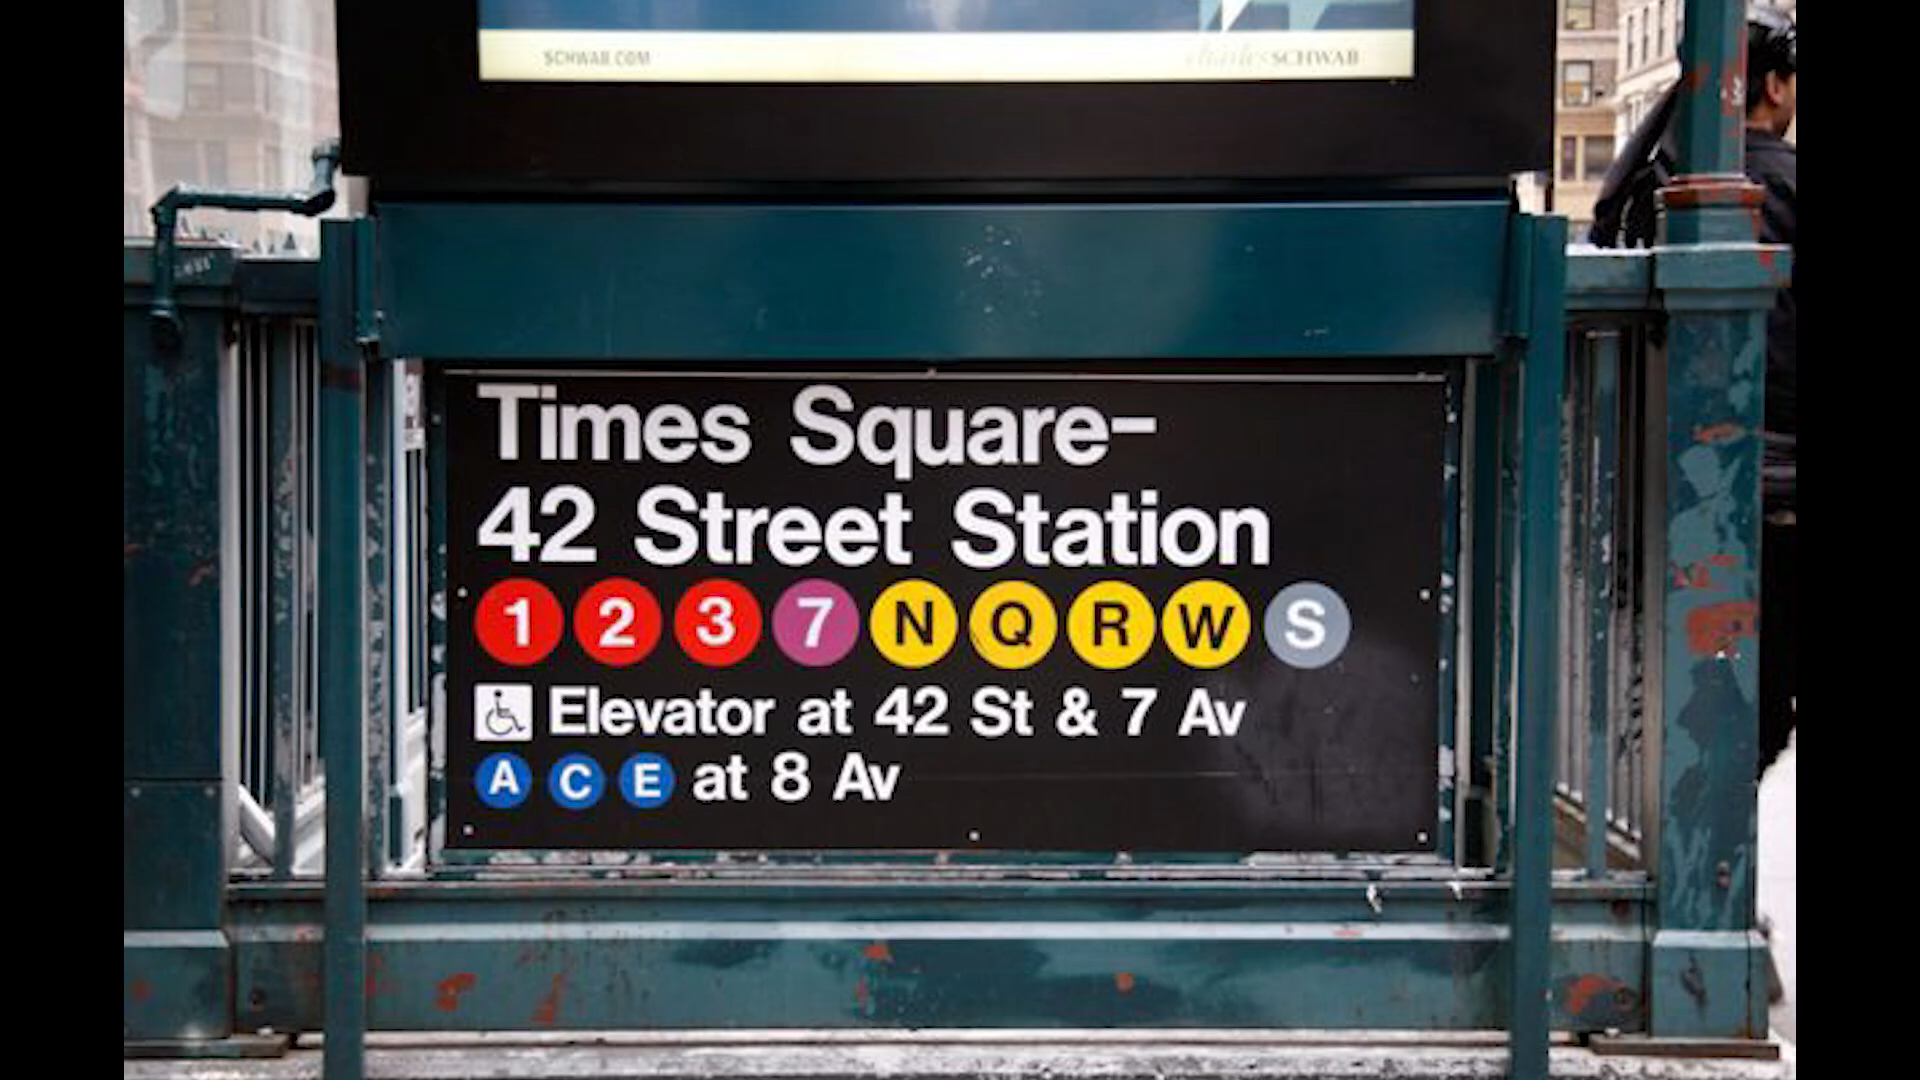 SCHWAB.COM charles SCHWAB
Times Square-
42 Street Station
1 2 3 7 N Q R W S
Elevator at 42 St & 7 Av
A C E at 8 Av